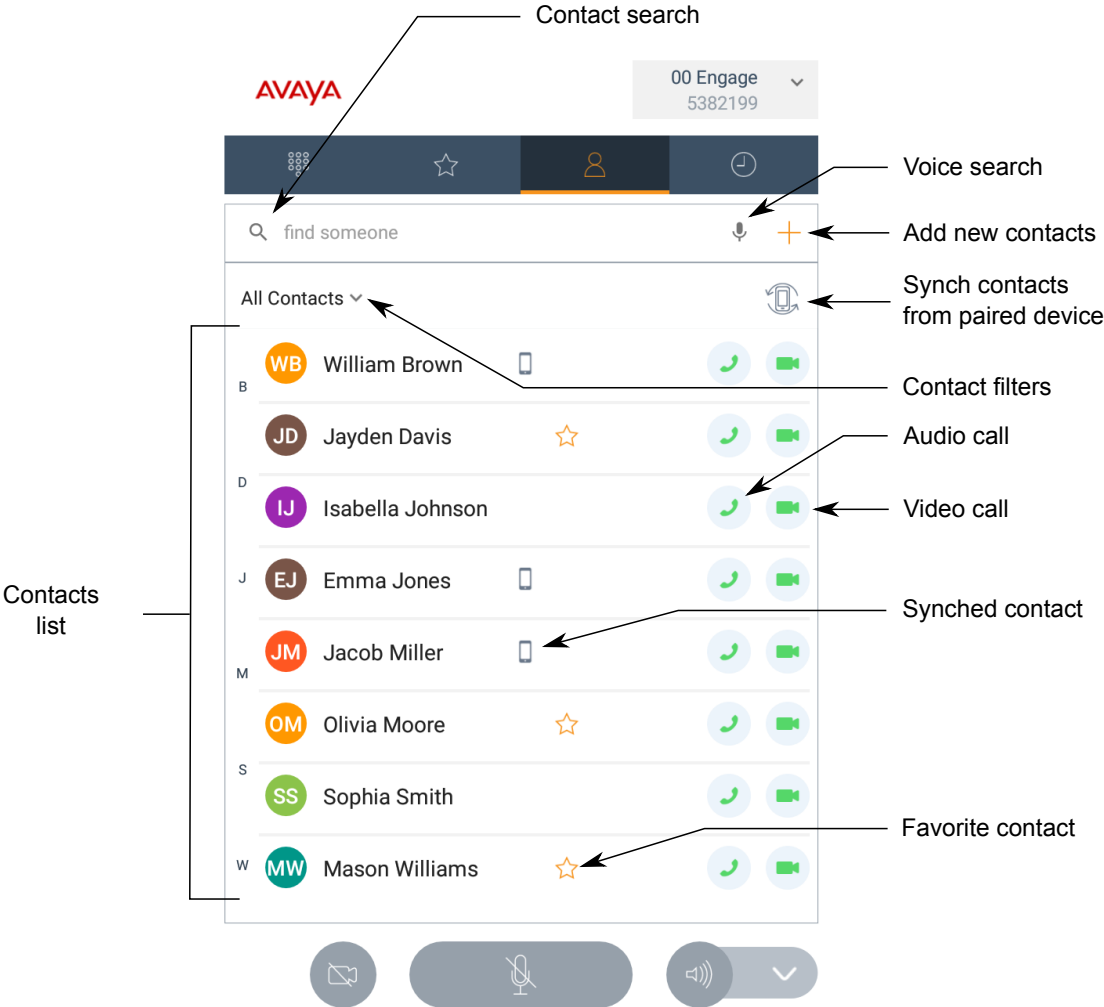 Contact search
AVAYA
00 Engage
5382199
Voice search
find someone
Add new contacts
All Contacts
Synch contacts
from paired device
WB William Brown
B
Contact filters
JD Jayden Davis
Audio call
D
IJ Isabella Johnson
Video call
J EJ Emma Jones
Contacts
list
Synched contact
JM Jacob Miller
M
OM Olivia Moore
S
SS Sophia Smith
Favorite contact
W MW Mason Williams